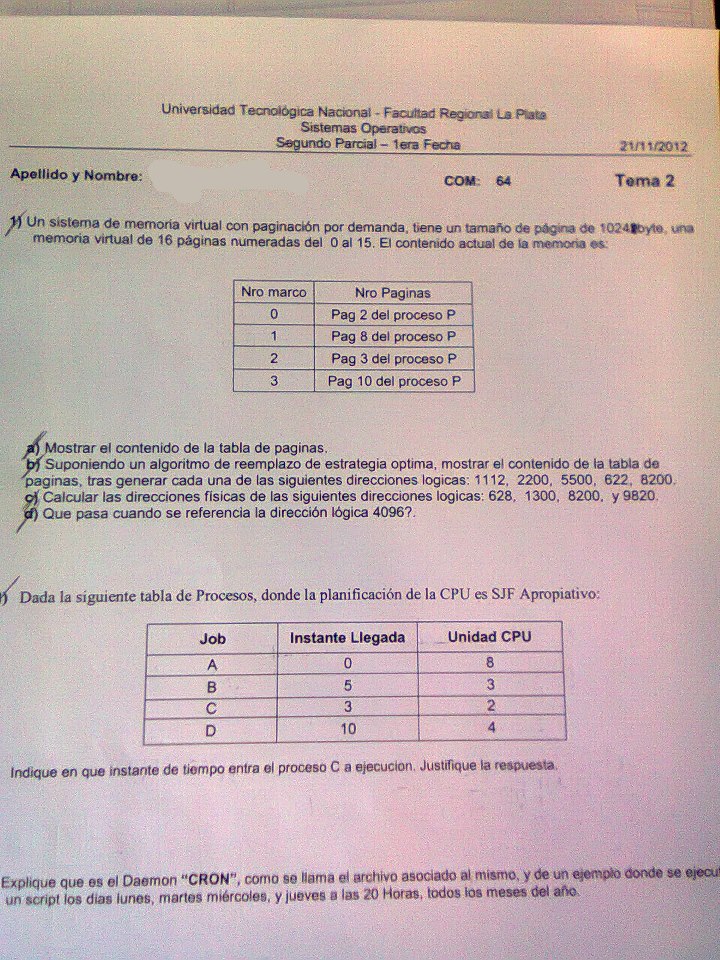 Universidad Tecnológica Nacional - Facultad Regional La Plata
Sistemas Operativos
Segundo Parcial – 1era Fecha 21/11/2012
Apellido y Nombre: COM: 64 Tema 2
1) Un sistema de memoria virtual con paginación por demanda, tiene un tamaño de página de 1024 byte, una
memoria virtual de 16 páginas numeradas del 0 al 15. El contenido actual de la memoria es:
Nro marco Nro Paginas
0 Pag 2 del proceso P
1 Pag 8 del proceso P
2 Pag 3 del proceso P
3 Pag 10 del proceso P
a) Mostrar el contenido de la tabla de paginas.
b) Suponiendo un algoritmo de reemplazo de estrategia optima, mostrar el contenido de la tabla de
paginas, tras generar cada una de las siguientes direcciones logicas: 1112, 2200, 5500, 622, 8200.
c) Calcular las direcciones físicas de las siguientes direcciones logicas: 628, 1300, 8200, y 9820.
d) Que pasa cuando se referencia la dirección lógica 4096?.
) Dada la siguiente tabla de Procesos, donde la planificación de la CPU es SJF Apropiativo:
Job Instante Llegada Unidad CPU
A 0 8
B 5 3
C 3 2
D 10 4
Indique en que instante de tiempo entra el proceso C a ejecucion. Justifique la respuesta.
Explique que es el Daemon “CRON”, como se llama el archivo asociado al mismo, y de un ejemplo donde se ejecu
un script los dias lunes, martes miércoles, y jueves a las 20 Horas, todos los meses del año.